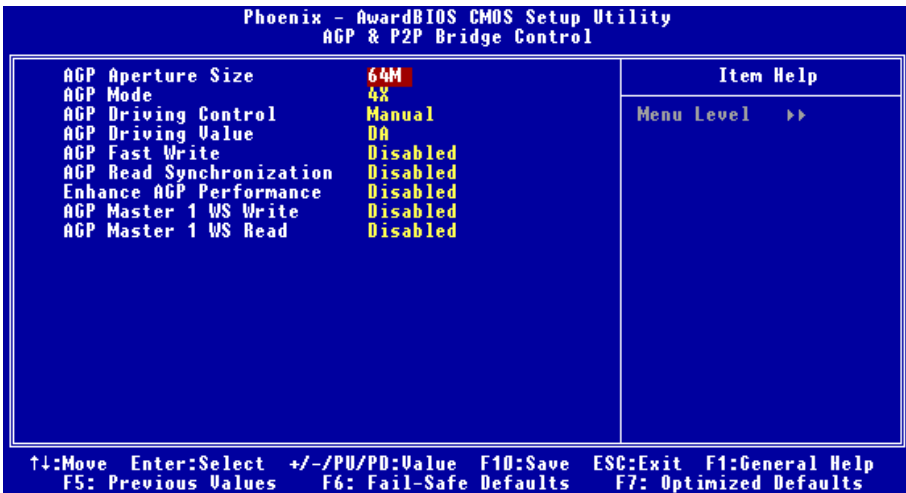 Phoenix - AwardBIOS CMOS Setup Utility
AGP & P2P Bridge Control
AGP Aperture Size 64M
AGP Mode 4X
AGP Driving Control Manual
AGP Driving Value DA
AGP Fast Write Disabled
AGP Read Synchronization Disabled
Enhance AGP Performance Disabled
AGP Master 1 WS Write Disabled
AGP Master 1 WS Read Disabled
Item Help
Menu Level ▸▸
↑↓:Move Enter:Select +/-/PU/PD:Value F10:Save ESC:Exit F1:General Help
F5: Previous Values F6: Fail-Safe Defaults F7: Optimized Defaults